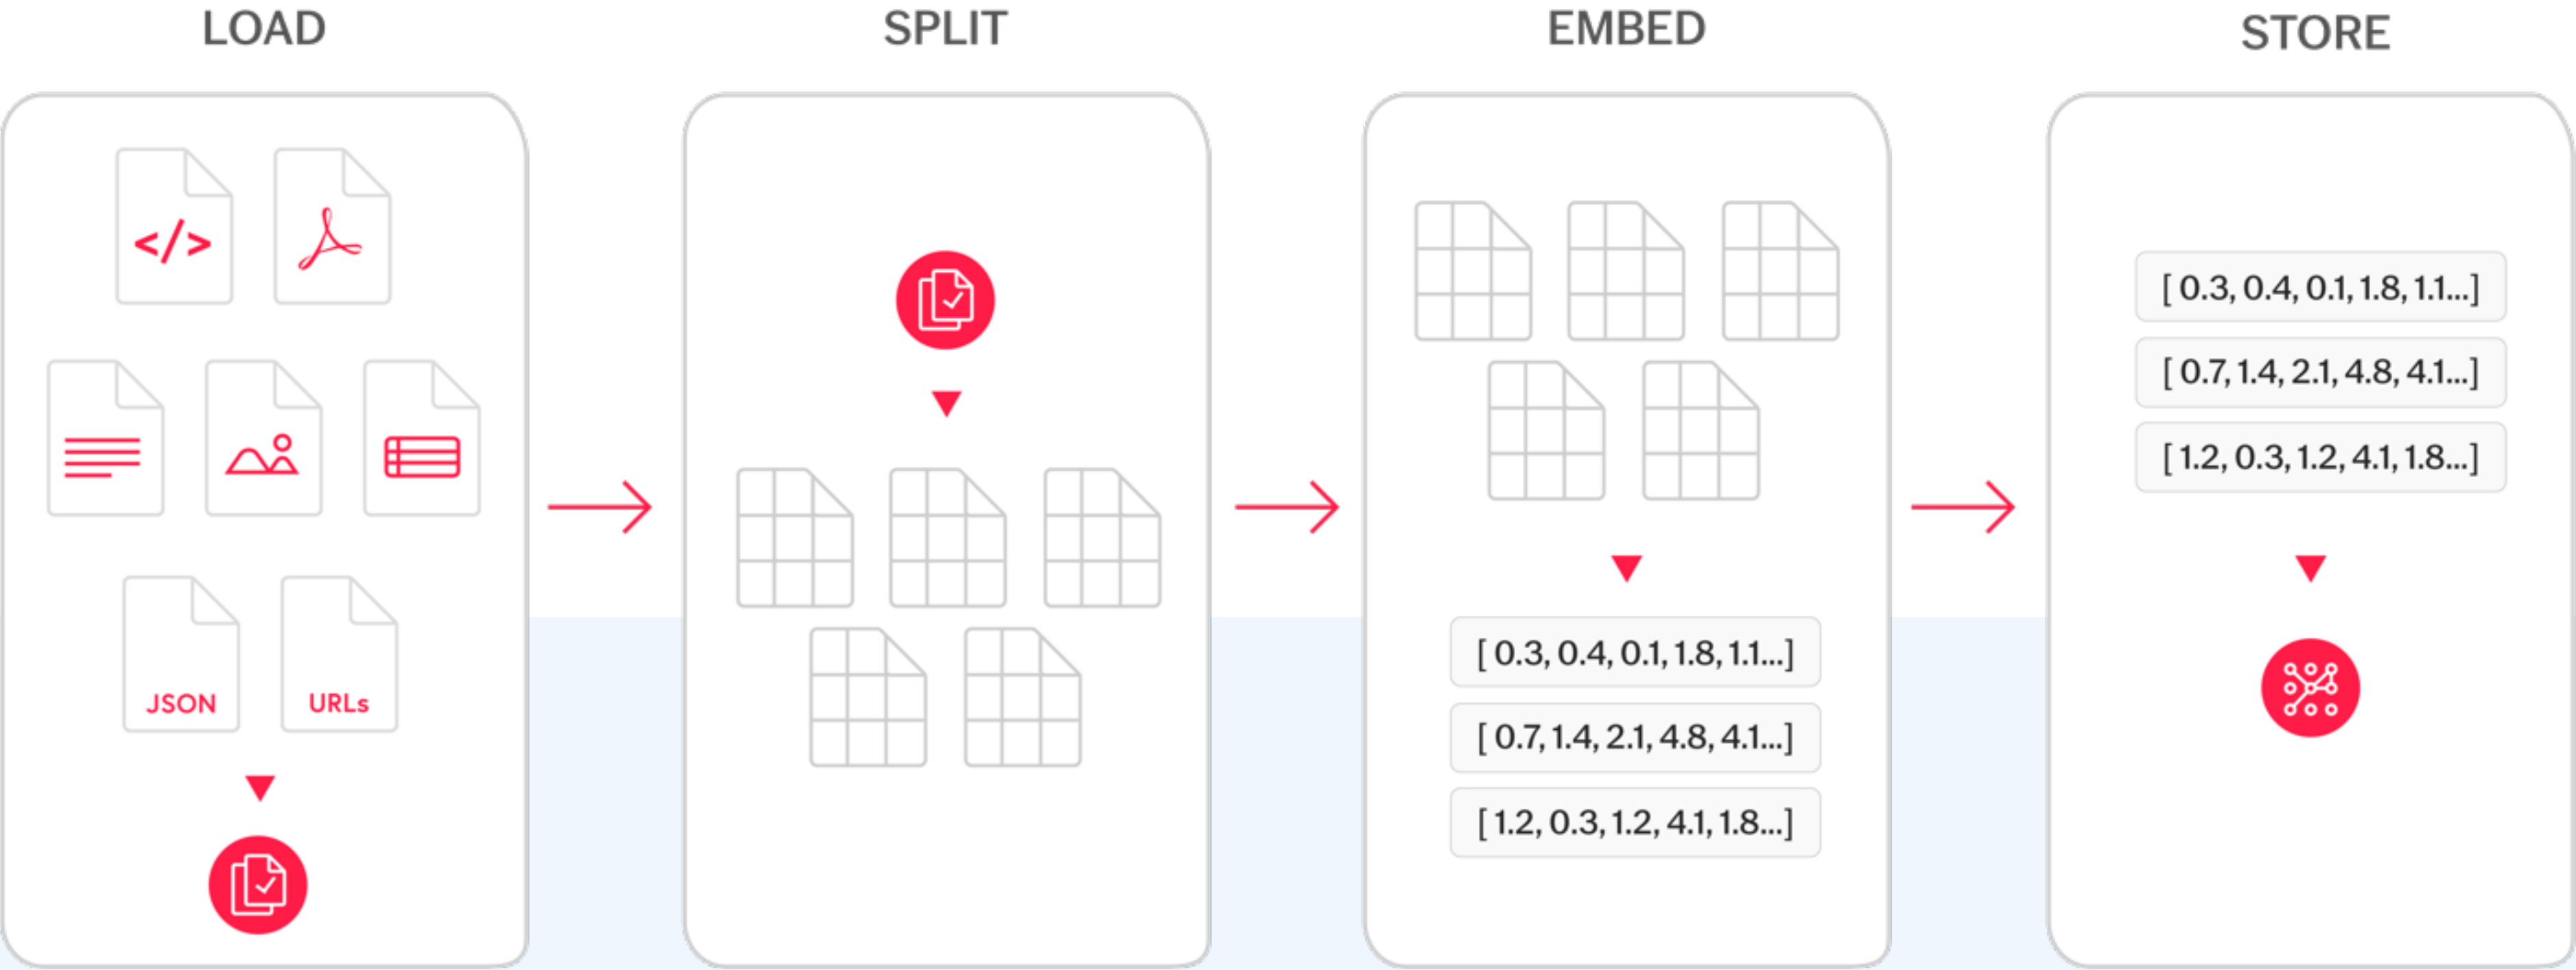 LOAD
SPLIT
EMBED
STORE
</>
JSON
URLs
[ 0.3, 0.4, 0.1, 1.8, 1.1...]
[ 0.7, 1.4, 2.1, 4.8, 4.1...]
[ 1.2, 0.3, 1.2, 4.1, 1.8...]
[ 0.3, 0.4, 0.1, 1.8, 1.1...]
[ 0.7, 1.4, 2.1, 4.8, 4.1...]
[ 1.2, 0.3, 1.2, 4.1, 1.8...]